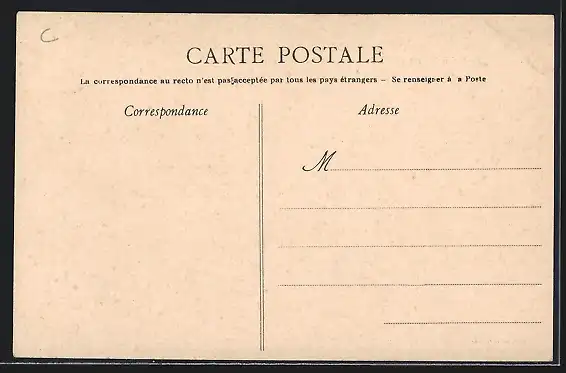 C
CARTE POSTALE
La correspondance au recto n'est pas acceptée par tous les pays étrangers – Se renseigner à a Poste
Correspondance
Adresse
M